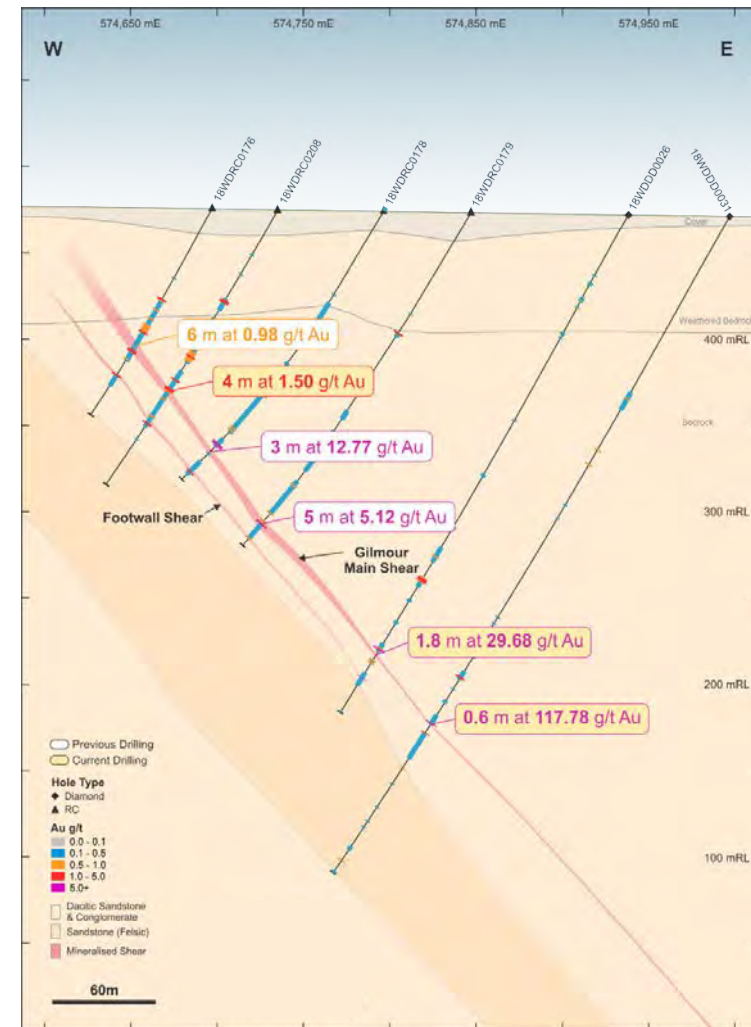 574,650 mE 574,750 mE 574,850 mE 574,950 mE
W E
18WDRC0176
18WDRC0208
18WDRC0178
18WDRC0179
18WDDD0026
18WDDD0031
Cover
Weathered Bedrock
6 m at 0.98 g/t Au
400 mRL
4 m at 1.50 g/t Au
Bedrock
3 m at 12.77 g/t Au
Footwall Shear
5 m at 5.12 g/t Au
300 mRL
Gilmour
Main Shear
1.8 m at 29.68 g/t Au
200 mRL
0.6 m at 117.78 g/t Au
Previous Drilling
Current Drilling
Hole Type
Diamond
RC
Au g/t
0.0 - 0.1
0.1 - 0.5
0.5 - 1.0
1.0 - 5.0
5.0+
100 mRL
Dacitic Sandstone
& Conglomerate
Sandstone (Felsic)
Mineralised Shear
60m